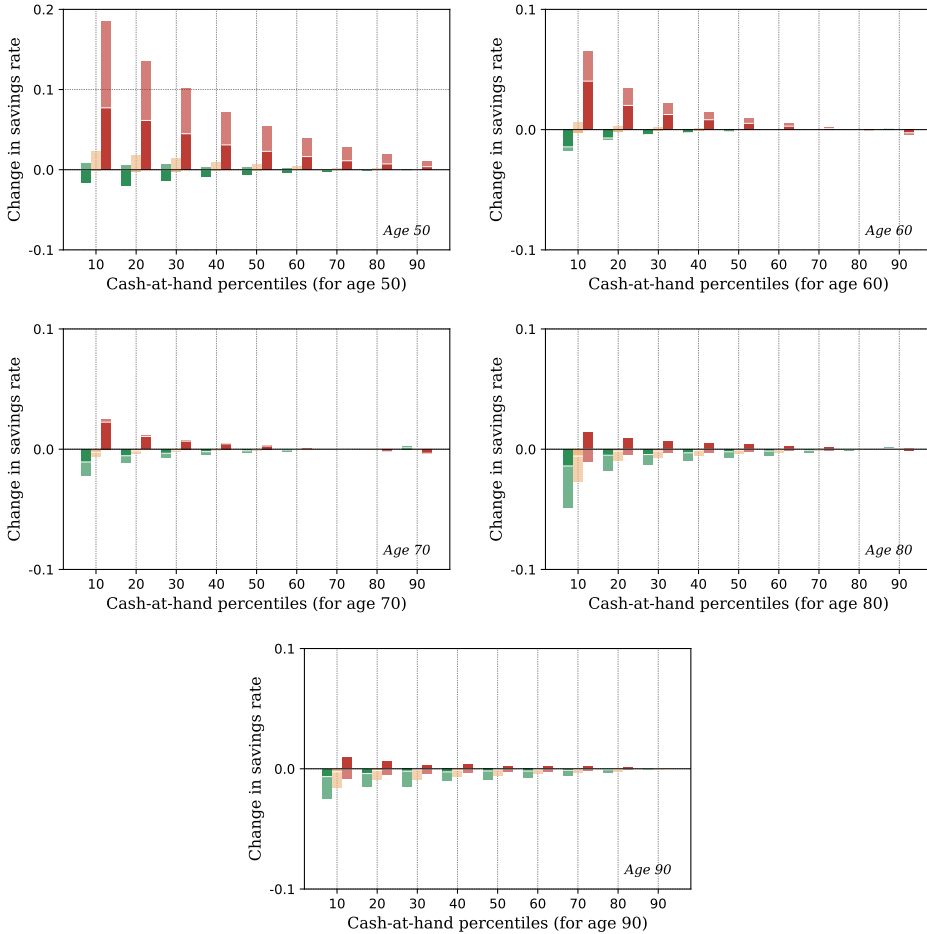 0.2
0.1
0.0
-0.1
Change in savings rate
Age 50
10 20 30 40 50 60 70 80 90
Cash-at-hand percentiles (for age 50)
0.1
0.0
-0.1
Change in savings rate
Age 60
10 20 30 40 50 60 70 80 90
Cash-at-hand percentiles (for age 60)
0.1
0.0
-0.1
Change in savings rate
Age 70
10 20 30 40 50 60 70 80 90
Cash-at-hand percentiles (for age 70)
0.1
0.0
-0.1
Change in savings rate
Age 80
10 20 30 40 50 60 70 80 90
Cash-at-hand percentiles (for age 80)
0.1
0.0
-0.1
Change in savings rate
Age 90
10 20 30 40 50 60 70 80 90
Cash-at-hand percentiles (for age 90)